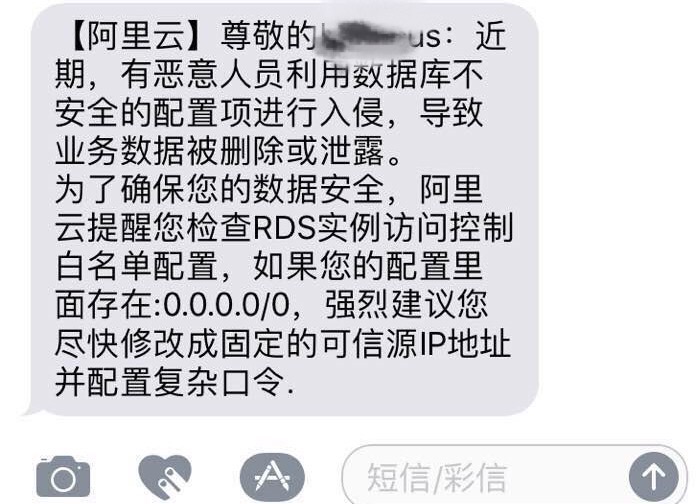 【阿里云】尊敬的 us：近
期，有恶意人员利用数据库不
安全的配置项进行入侵，导致
业务数据被删除或泄露。
为了确保您的数据安全，阿里
云提醒您检查RDS实例访问控制
白名单配置，如果您的配置里
面存在:0.0.0.0/0，强烈建议您
尽快修改成固定的可信源IP地址
并配置复杂口令.
短信/彩信